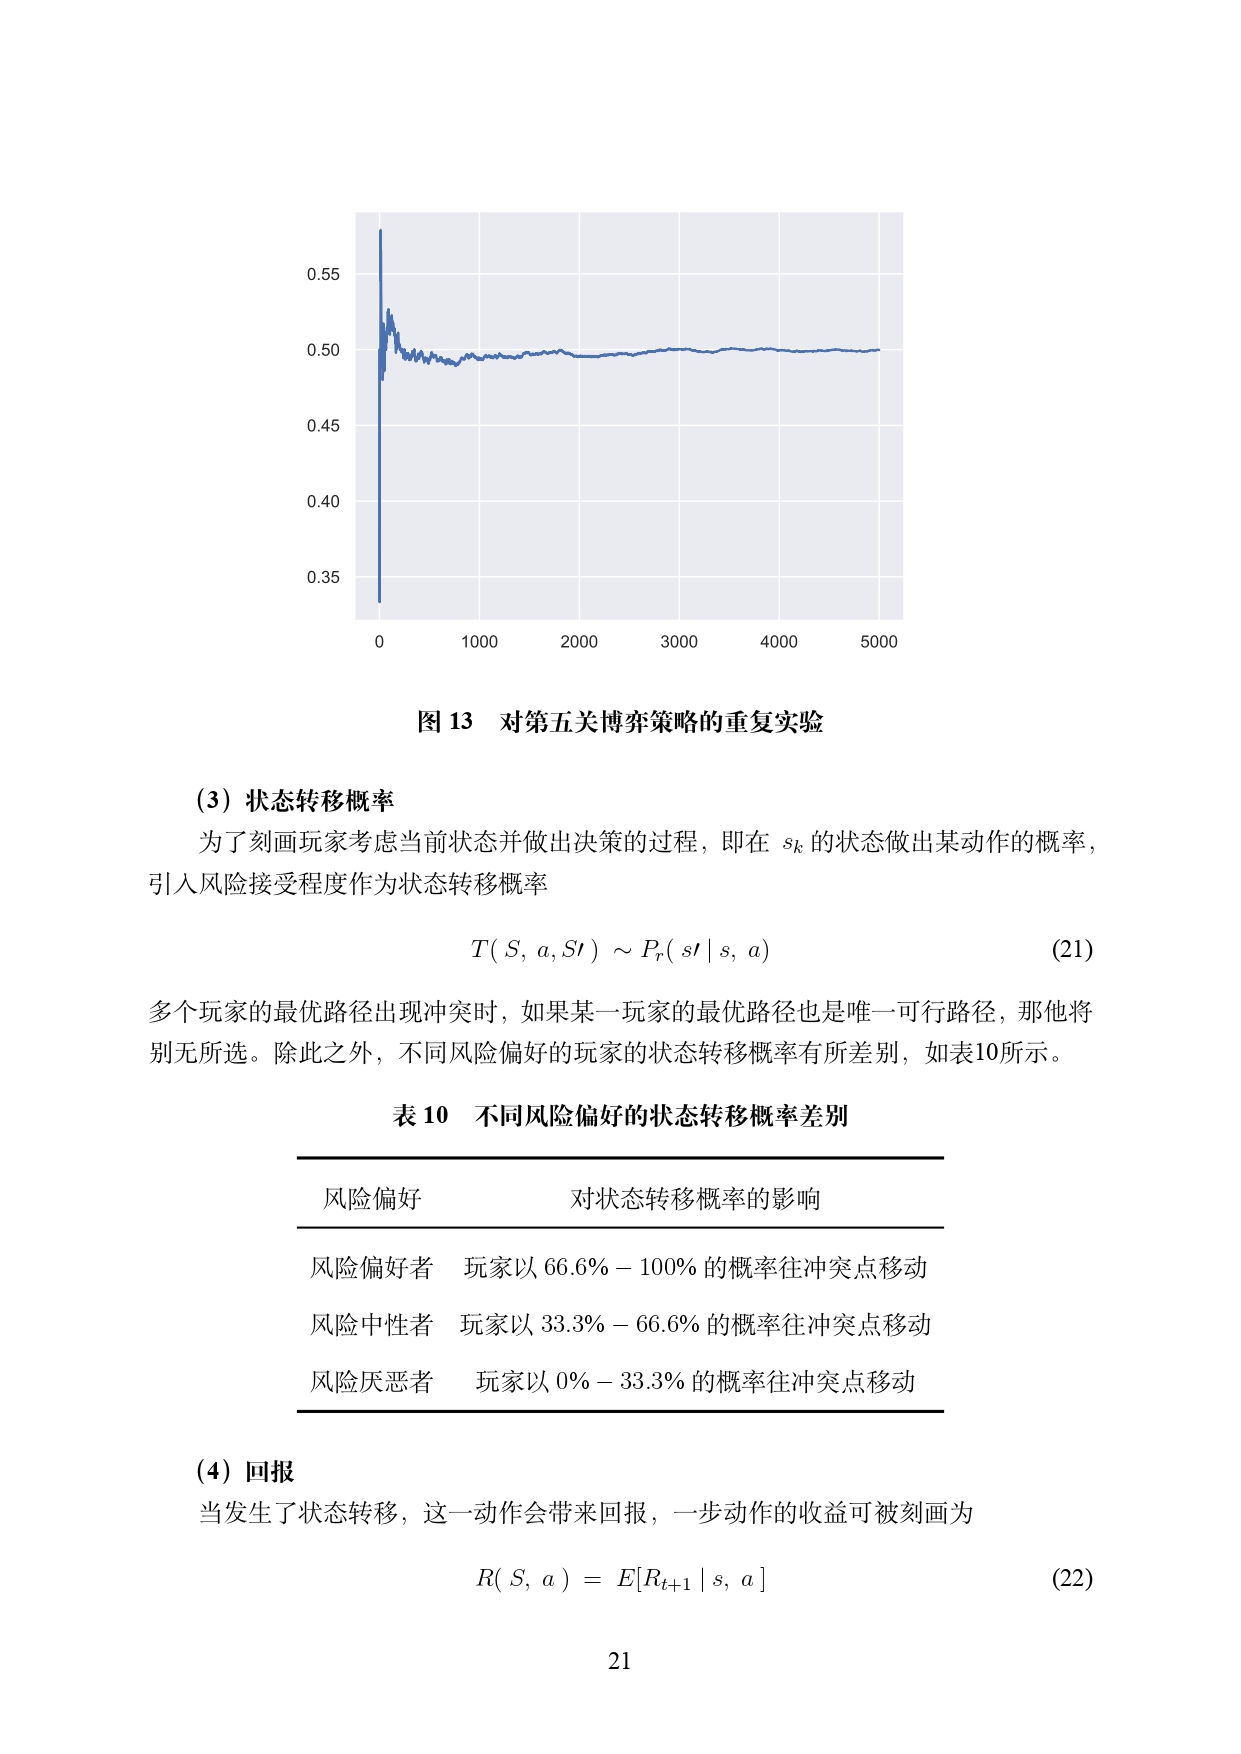 0.55
0.50
0.45
0.40
0.35
0 1000 2000 3000 4000 5000
图 13 对第五关博弈策略的重复实验
（3）状态转移概率
为了刻画玩家考虑当前状态并做出决策的过程，即在 sₖ 的状态做出某动作的概率，
引入风险接受程度作为状态转移概率
T( S, a, S′ ) ∼ Pᵣ( s′ | s, a) (21)
多个玩家的最优路径出现冲突时，如果某一玩家的最优路径也是唯一可行路径，那他将
别无所选。除此之外，不同风险偏好的玩家的状态转移概率有所差别，如表10所示。
表 10 不同风险偏好的状态转移概率差别
风险偏好 对状态转移概率的影响
风险偏好者 玩家以 66.6% – 100% 的概率往冲突点移动
风险中性者 玩家以 33.3% – 66.6% 的概率往冲突点移动
风险厌恶者 玩家以 0% – 33.3% 的概率往冲突点移动
（4）回报
当发生了状态转移，这一动作会带来回报，一步动作的收益可被刻画为
R( S, a ) = E[Rₜ₊₁ | s, a ] (22)
21